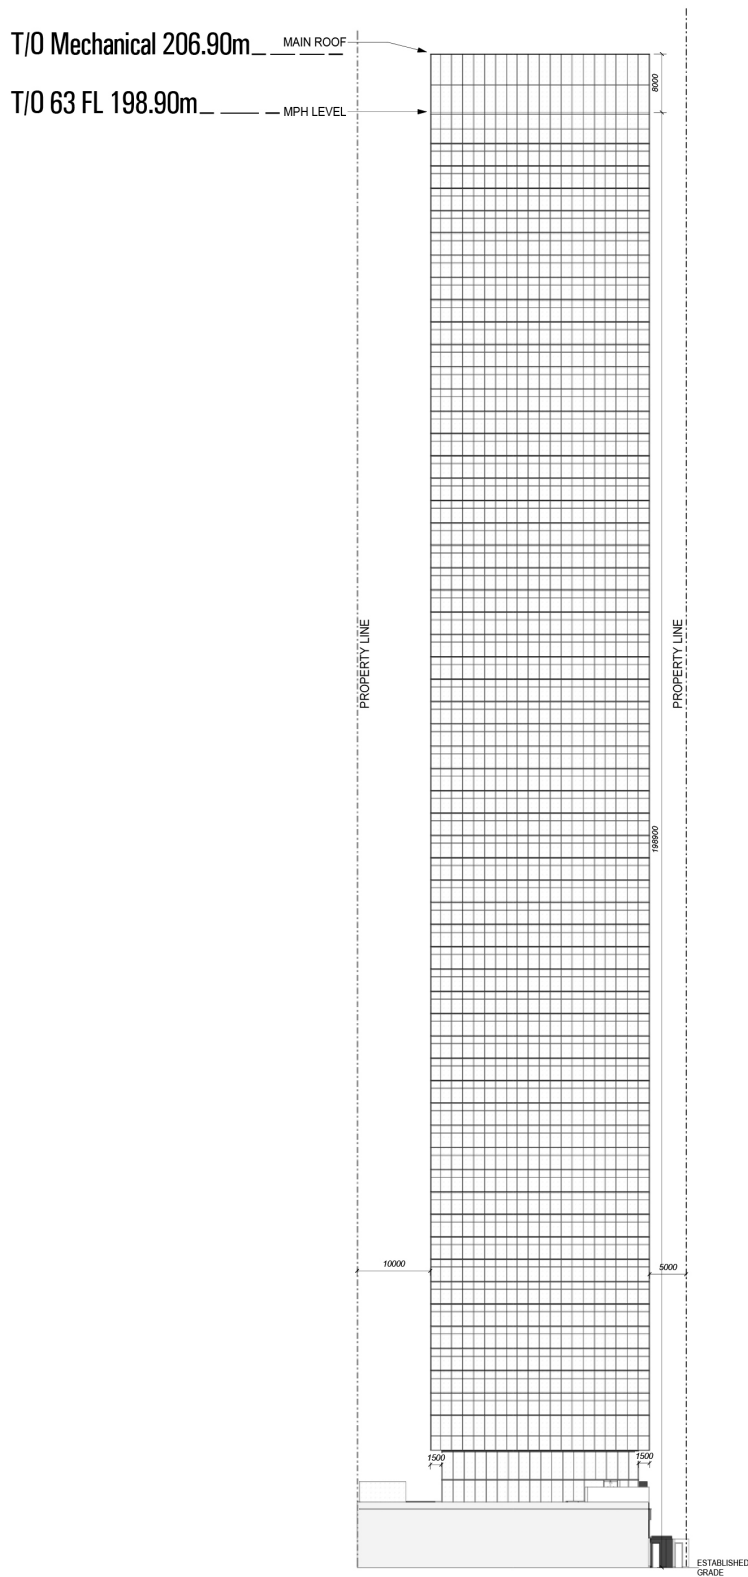 T/O Mechanical 206.90m
MAIN ROOF
8000
T/O 63 FL 198.90m
MPH LEVEL
PROPERTY LINE
PROPERTY LINE
198900
10000
5000
1500
1500
ESTABLISHED
GRADE